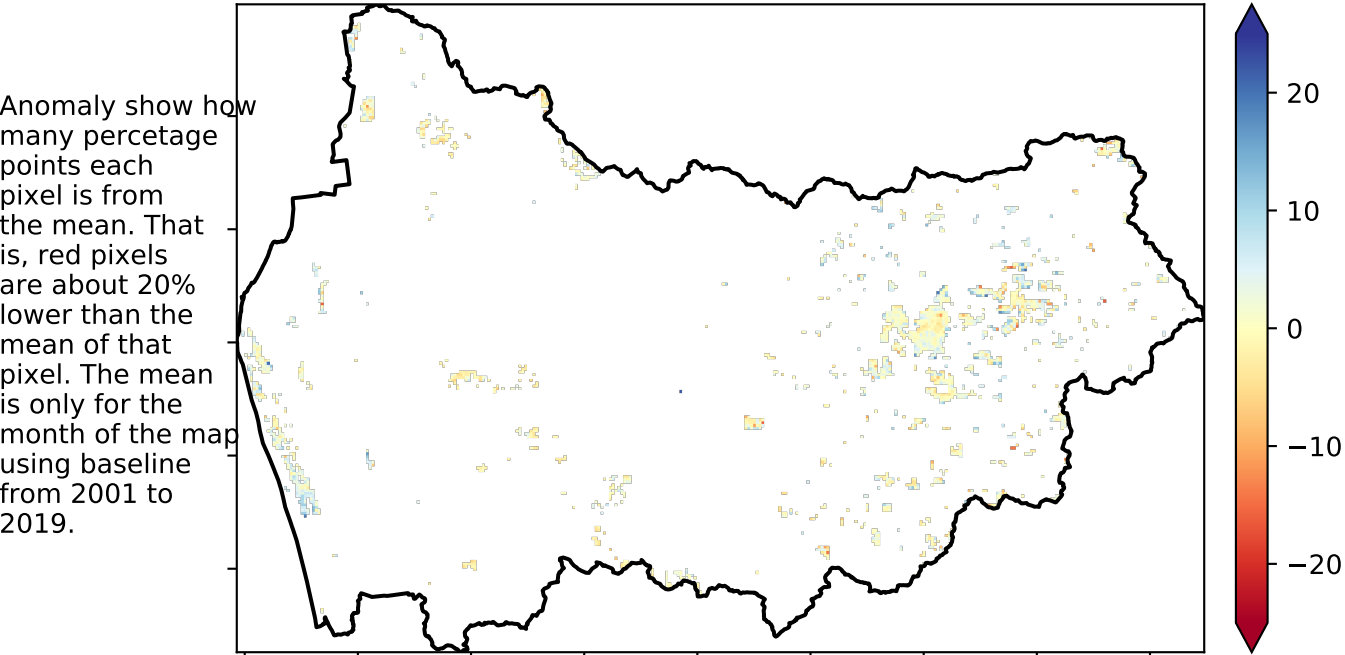 Anomaly show how
many percetage
points each
pixel is from
the mean. That
is, red pixels
are about 20%
lower than the
mean of that
pixel. The mean
is only for the
month of the map
using baseline
from 2001 to
2019.
20
10
0
−10
−20